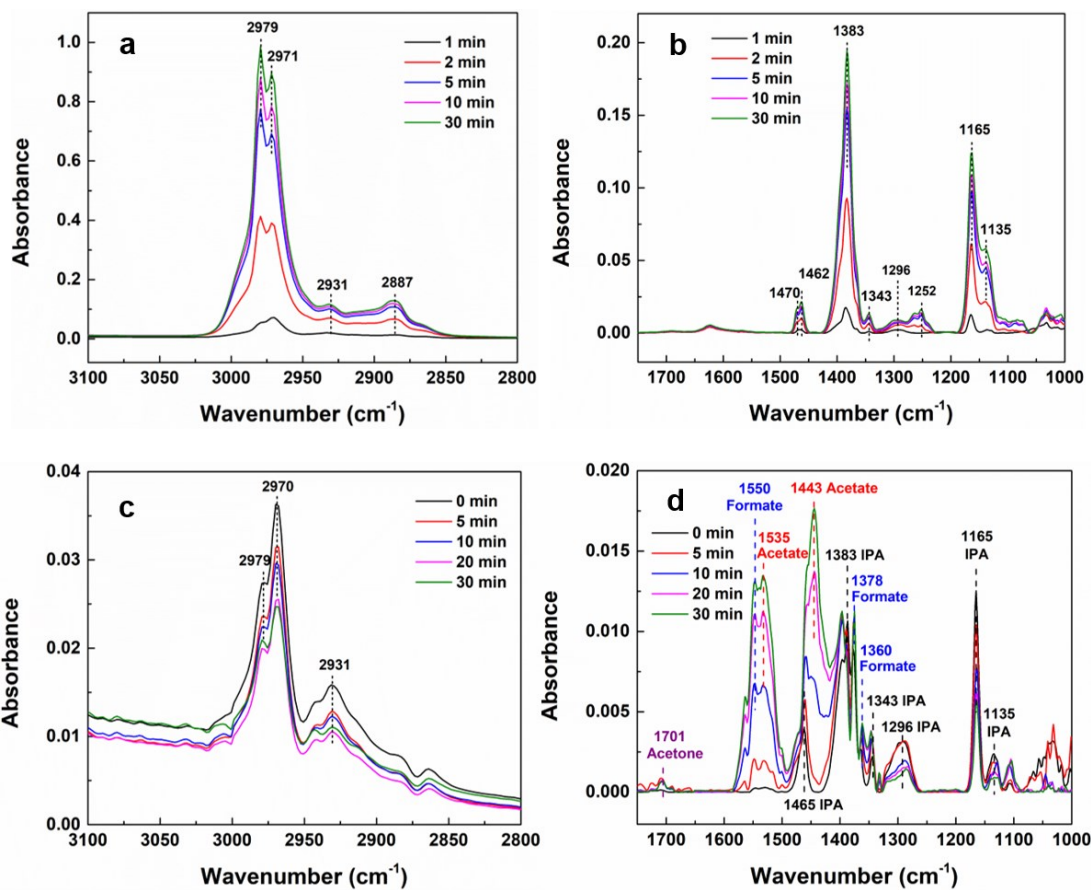 a
2979
2971
1 min
2 min
5 min
10 min
30 min
2931
2887
1.0
0.8
0.6
0.4
0.2
0.0
Absorbance
3100 3050 3000 2950 2900 2850 2800
Wavenumber (cm-1)
b
1383
1 min
2 min
5 min
10 min
30 min
1165
1135
1470
1462
1343
1296
1252
0.20
0.15
0.10
0.05
0.00
Absorbance
1700 1600 1500 1400 1300 1200 1100 1000
Wavenumber (cm-1)
c
2970
2979
2931
0 min
5 min
10 min
20 min
30 min
0.04
0.03
0.02
0.01
0.00
Absorbance
3100 3050 3000 2950 2900 2850 2800
Wavenumber (cm-1)
d
0 min
5 min
10 min
20 min
30 min
1550
Formate
1535
Acetate
1443 Acetate
1383 IPA
1378
Formate
1360
Formate
1343 IPA
1296 IPA
1165
IPA
1135
IPA
1701
Acetone
1465 IPA
0.020
0.015
0.010
0.005
0.000
Absorbance
1700 1600 1500 1400 1300 1200 1100 1000
Wavenumber (cm-1)